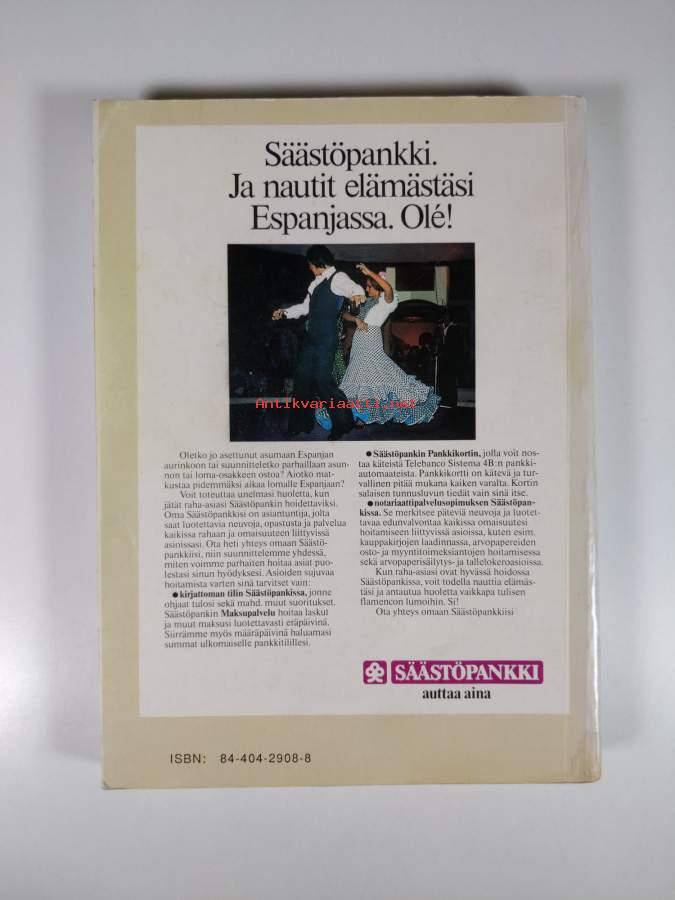 Säästöpankki.
Ja nautit elämästäsi
Espanjassa. Olé!
Antikvariaatti.net
Oletko jo asettunut asumaan Espanjan
aurinkoon tai suunnitteletko parhaillaan asun-
non tai loma-osakkeen ostoa? Aiotko mat-
kustaa pidemmäksi aikaa lomalle Espanjaan?
Voit toteuttaa unelmasi huoletta, kun
jätät raha-asiasi Säästöpankin hoidettaviksi.
Oma Säästöpankkisi on asiantuntija, jolta
saat luotettavia neuvoja, opastusta ja palvelua
kaikissa rahaan ja omaisuuteen liittyvissä
asioissasi. Ota heti yhteys omaan Säästö-
pankkiisi, niin suunnittelemme yhdessä,
miten voimme parhaiten hoitaa asiat puo-
lestasi sinun hyödyksesi. Asioiden sujuvaa
hoitamista varten sinä tarvitset vain:
● kirjattoman tilin Säästöpankissa, jonne
ohjaat tulosi sekä mahd. muut suoritukset.
Säästöpankin Maksupalvelu hoitaa laskut
ja muut maksusi luotettavasti eräpäivinä.
Siirrämme myös määräpäivinä haluamasi
summat ulkomaiselle pankkitilillesi.
● Säästöpankin Pankkikortin, jolla voit nos-
taa käteistä Telebanco Sistema 4B:n pankki-
automaateista. Pankkikortti on kätevä ja tur-
vallinen pitää mukana kaiken varalta. Kortin
salaisen tunnusluvun tiedät vain sinä itse.
● notariaattipalvelusopimuksen Säästöpan-
kissa. Se merkitsee päteviä neuvoja ja luotet-
tavaa edunvalvontaa kaikissa omaisuutesi
hoitamiseen liittyvissä asioissa, kuten esim.
kauppakirjojen laadinnassa, arvopapereiden
osto- ja myyntitoimeksiantojen hoitamisessa
sekä arvopaperisäilytys- ja tallelokeroasioissa.
Kun raha-asiasi ovat hyvässä hoidossa
Säästöpankissa, voit todella nauttia elämäs-
täsi ja antautua huoletta vaikkapa tulisen
flamencon lumoihin. Si!
Ota yhteys omaan Säästöpankkiisi
SÄÄSTÖPANKKI
auttaa aina
ISBN: 84-404-2908-8